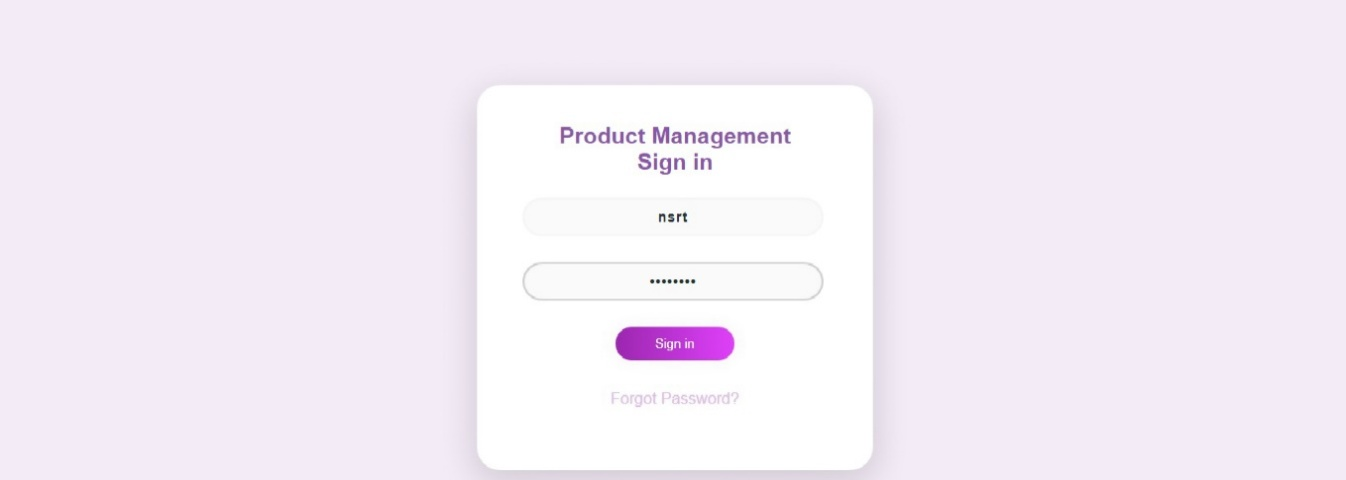 Product Management
Sign in
nsrt
••••••••
Sign in
Forgot Password?